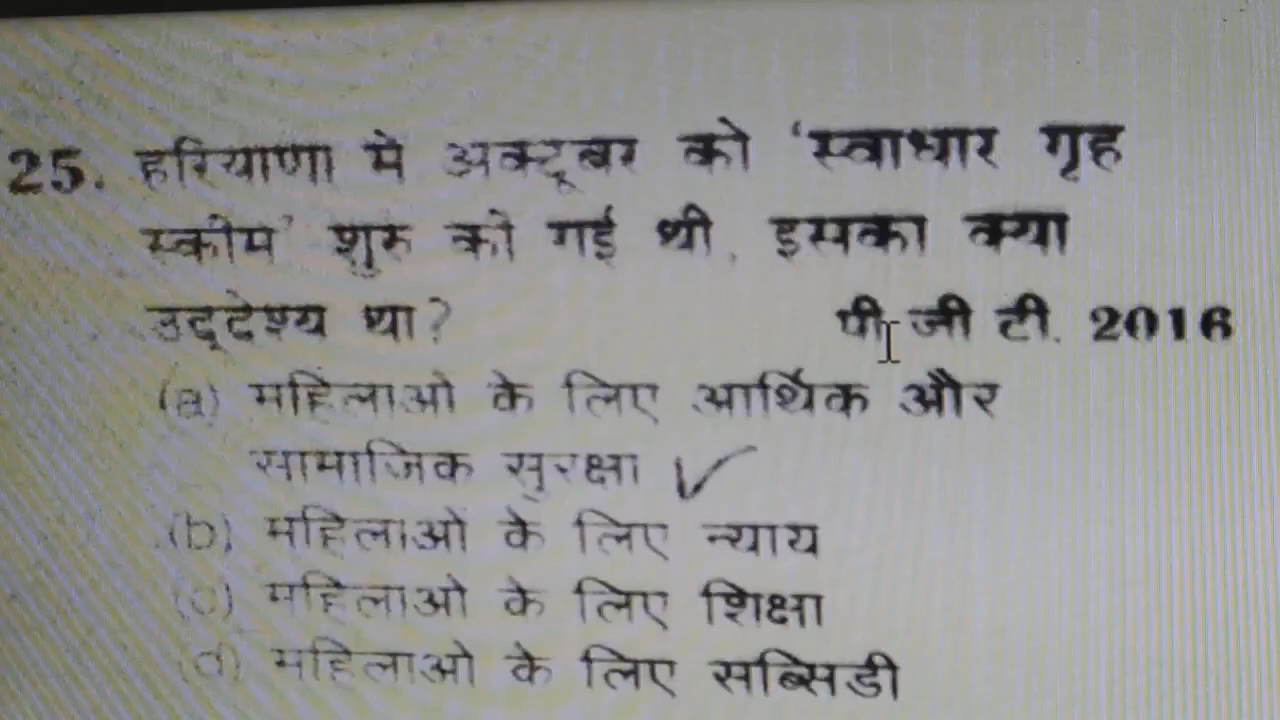 25. हरियाणा में अक्टूबर को 'स्वाधार गृह
स्कीम' शुरू की गई थी, इसका क्या
उद्देश्य था?                    पी जी टी. 2016
(a) महिलाओं के लिए आर्थिक और
सामाजिक सुरक्षा ✓
(b) महिलाओं के लिए न्याय
(c) महिलाओं के लिए शिक्षा
(d) महिलाओं के लिए सब्सिडी